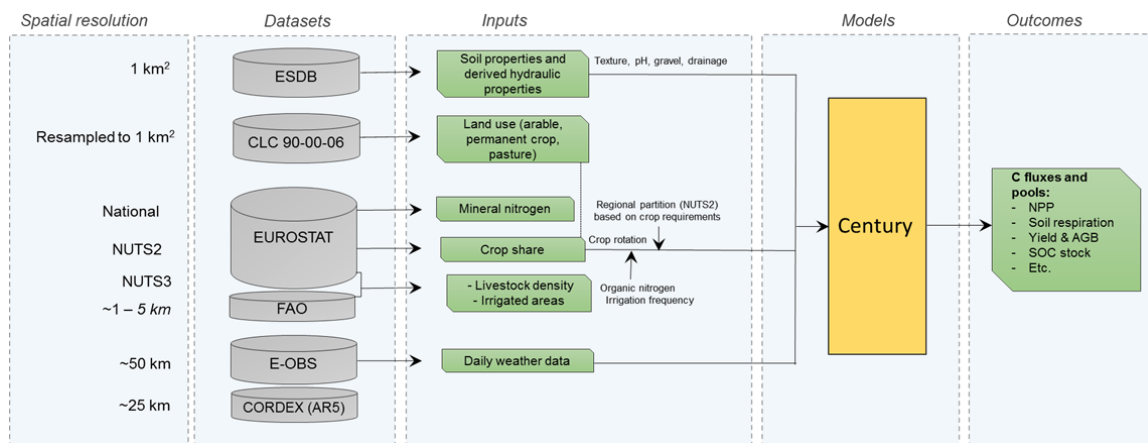 Spatial resolution
Datasets
Inputs
Models
Outcomes
1 km²
ESDB
Soil properties and
derived hydraulic
properties
Texture, pH, gravel, drainage
Resampled to 1 km²
CLC 90-00-06
Land use (arable,
permanent crop,
pasture)
National
EUROSTAT
Mineral nitrogen
Regional partition (NUTS2)
based on crop requirements
NUTS2
Crop share
Crop rotation
NUTS3
- Livestock density
- Irrigated areas
Organic nitrogen
Irrigation frequency
~1 – 5 km
FAO
~50 km
E-OBS
Daily weather data
~25 km
CORDEX (AR5)
Century
C fluxes and
pools:
- NPP
- Soil respiration
- Yield & AGB
- SOC stock
- Etc.